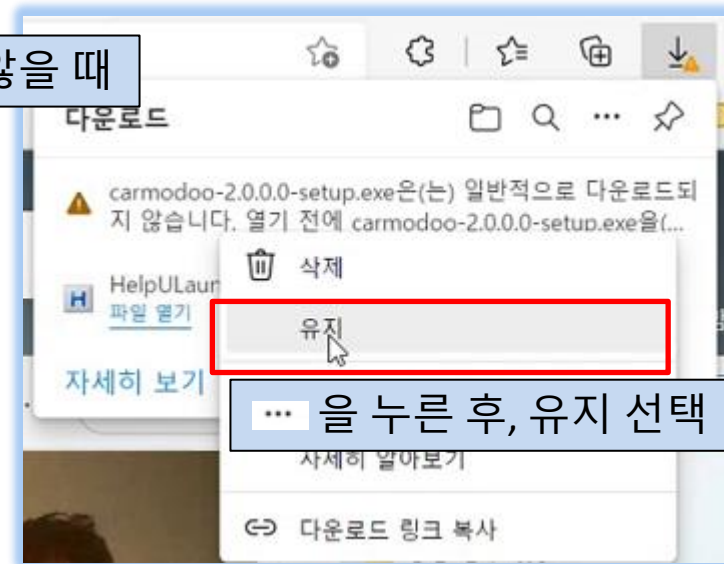 않을 때
다운로드
carmodoo-2.0.0.0-setup.exe은(는) 일반적으로 다운로드되
지 않습니다. 열기 전에 carmodoo-2.0.0.0-setup.exe을(...
삭제
HelpULaun
파일 열기
유지
자세히 보기
... 을 누른 후, 유지 선택
자세히 알아보기
다운로드 링크 복사